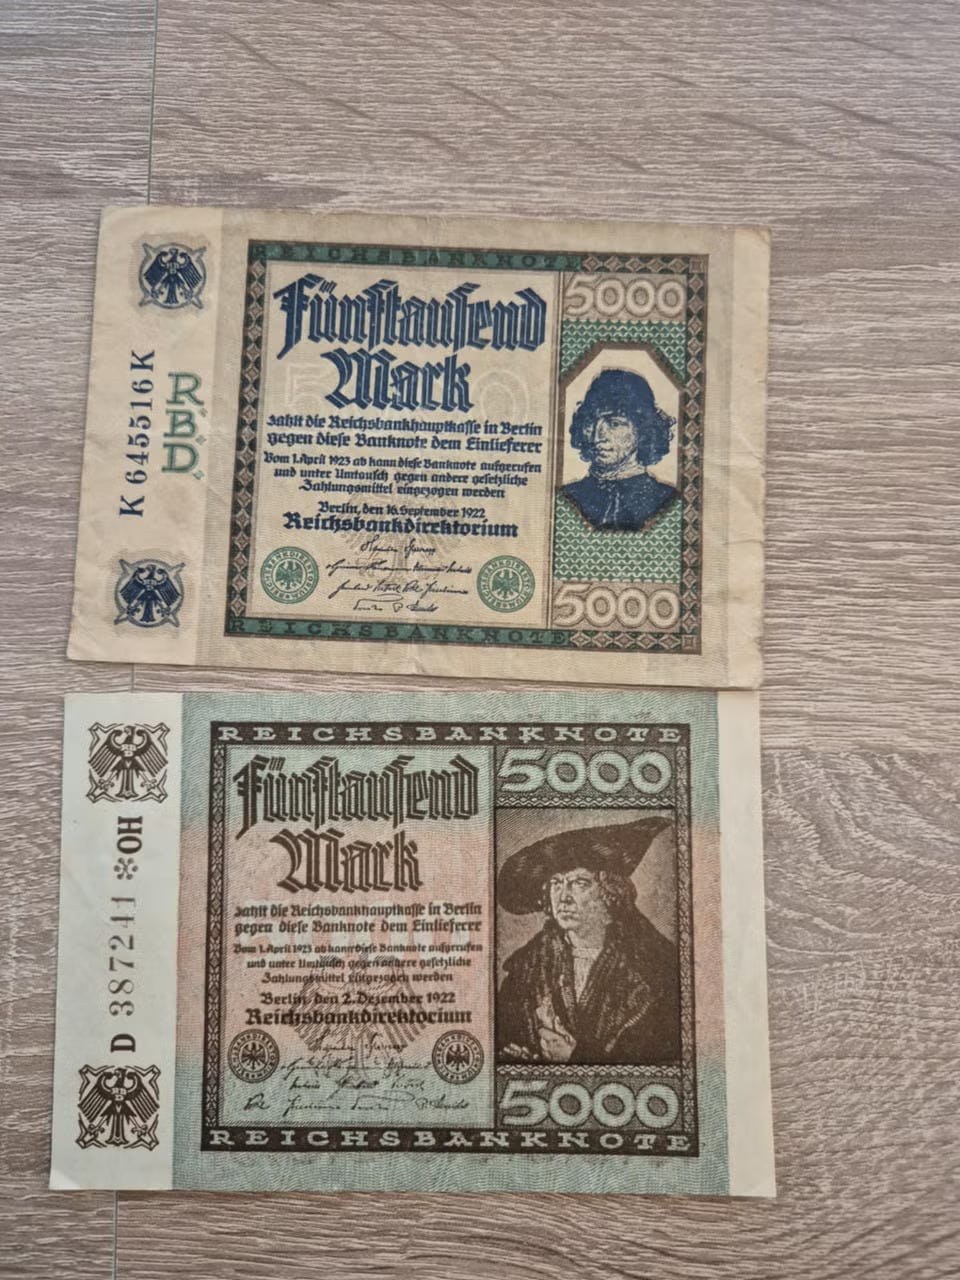 REICHSBANKNOTE
Fünftausend
Mark
zahlt die Reichsbankhauptkasse in Berlin
gegen diese Banknote dem Einlieferer
Vom 1. April 1923 ab kann diese Banknote aufgerufen
und unter Umtausch gegen andere gesetzliche
Zahlungsmittel eingezogen werden
Berlin, den 16. September 1922
Reichsbankdirektorium
5000
5000
REICHSBANKNOTE
K 645516 K
R·B·D·
REICHSBANKNOTE
Fünftausend
Mark
zahlt die Reichsbankhauptkasse in Berlin
gegen diese Banknote dem Einlieferer
Vom 1. April 1923 ab kann diese Banknote aufgerufen
und unter Umtausch gegen andere gesetzliche
Zahlungsmittel eingezogen werden
Berlin, den 2. Dezember 1922
Reichsbankdirektorium
5000
5000
REICHSBANKNOTE
D 387241 ※OH